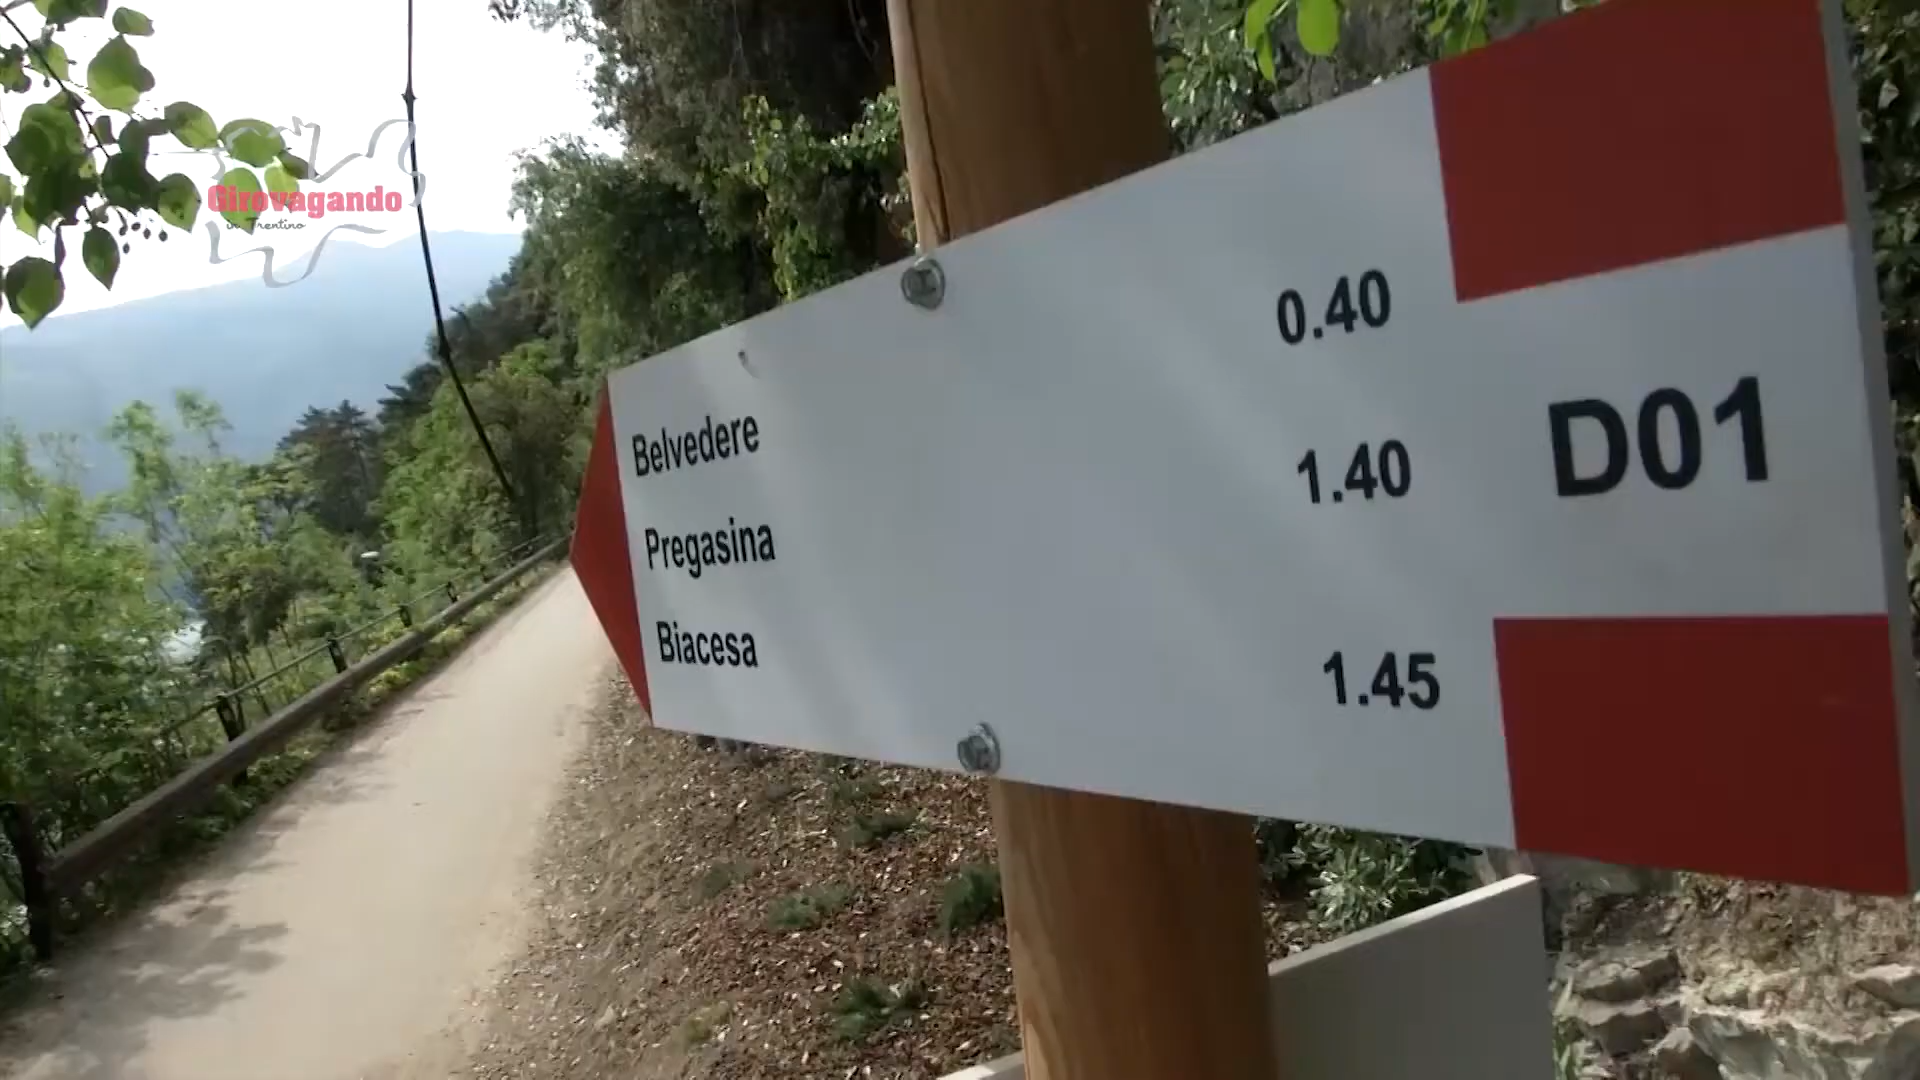 Girovagando
in Trentino
Belvedere 0.40
Pregasina 1.40
Biacesa 1.45
D01